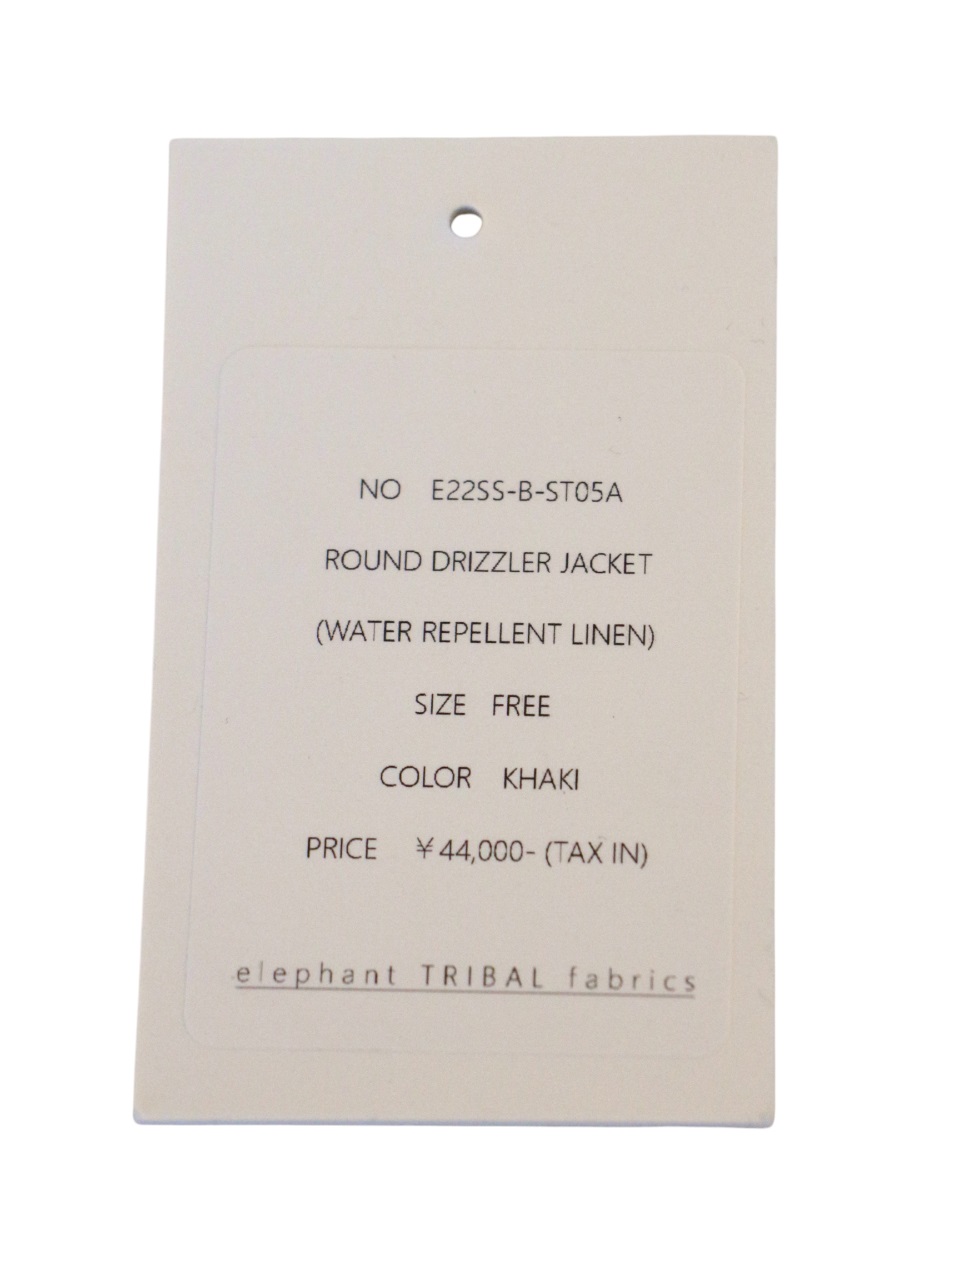 NO E22SS-B-ST05A
ROUND DRIZZLER JACKET
(WATER REPELLENT LINEN)
SIZE FREE
COLOR KHAKI
PRICE ¥44,000- (TAX IN)
elephant TRIBAL fabrics